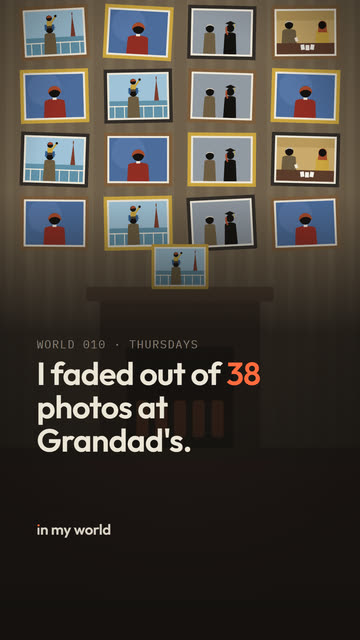 WORLD 010 · THURSDAYS
I faded out of 38
photos at
Grandad's.
in my world